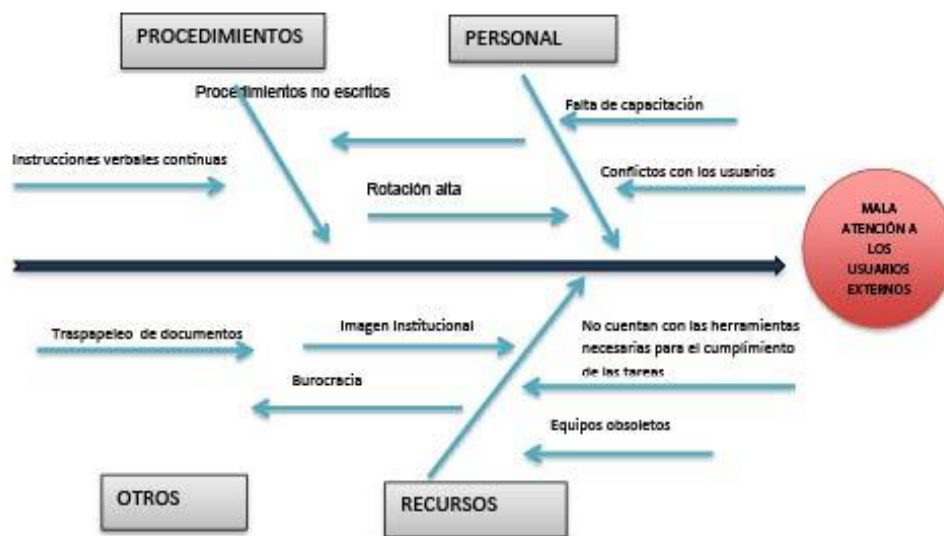 PROCEDIMIENTOS
PERSONAL
Procedimientos no escritos
Falta de capacitación
Instrucciones verbales contínuas
Conflictos con los usuarios
Rotación alta
MALA
ATENCIÓN A
LOS
USUARIOS
EXTERNOS
Traspapeleo de documentos
Imagen Institucional
No cuentan con las herramientas
necesarias para el cumplimiento
de las tareas
Burocracia
Equipos obsoletos
OTROS
RECURSOS